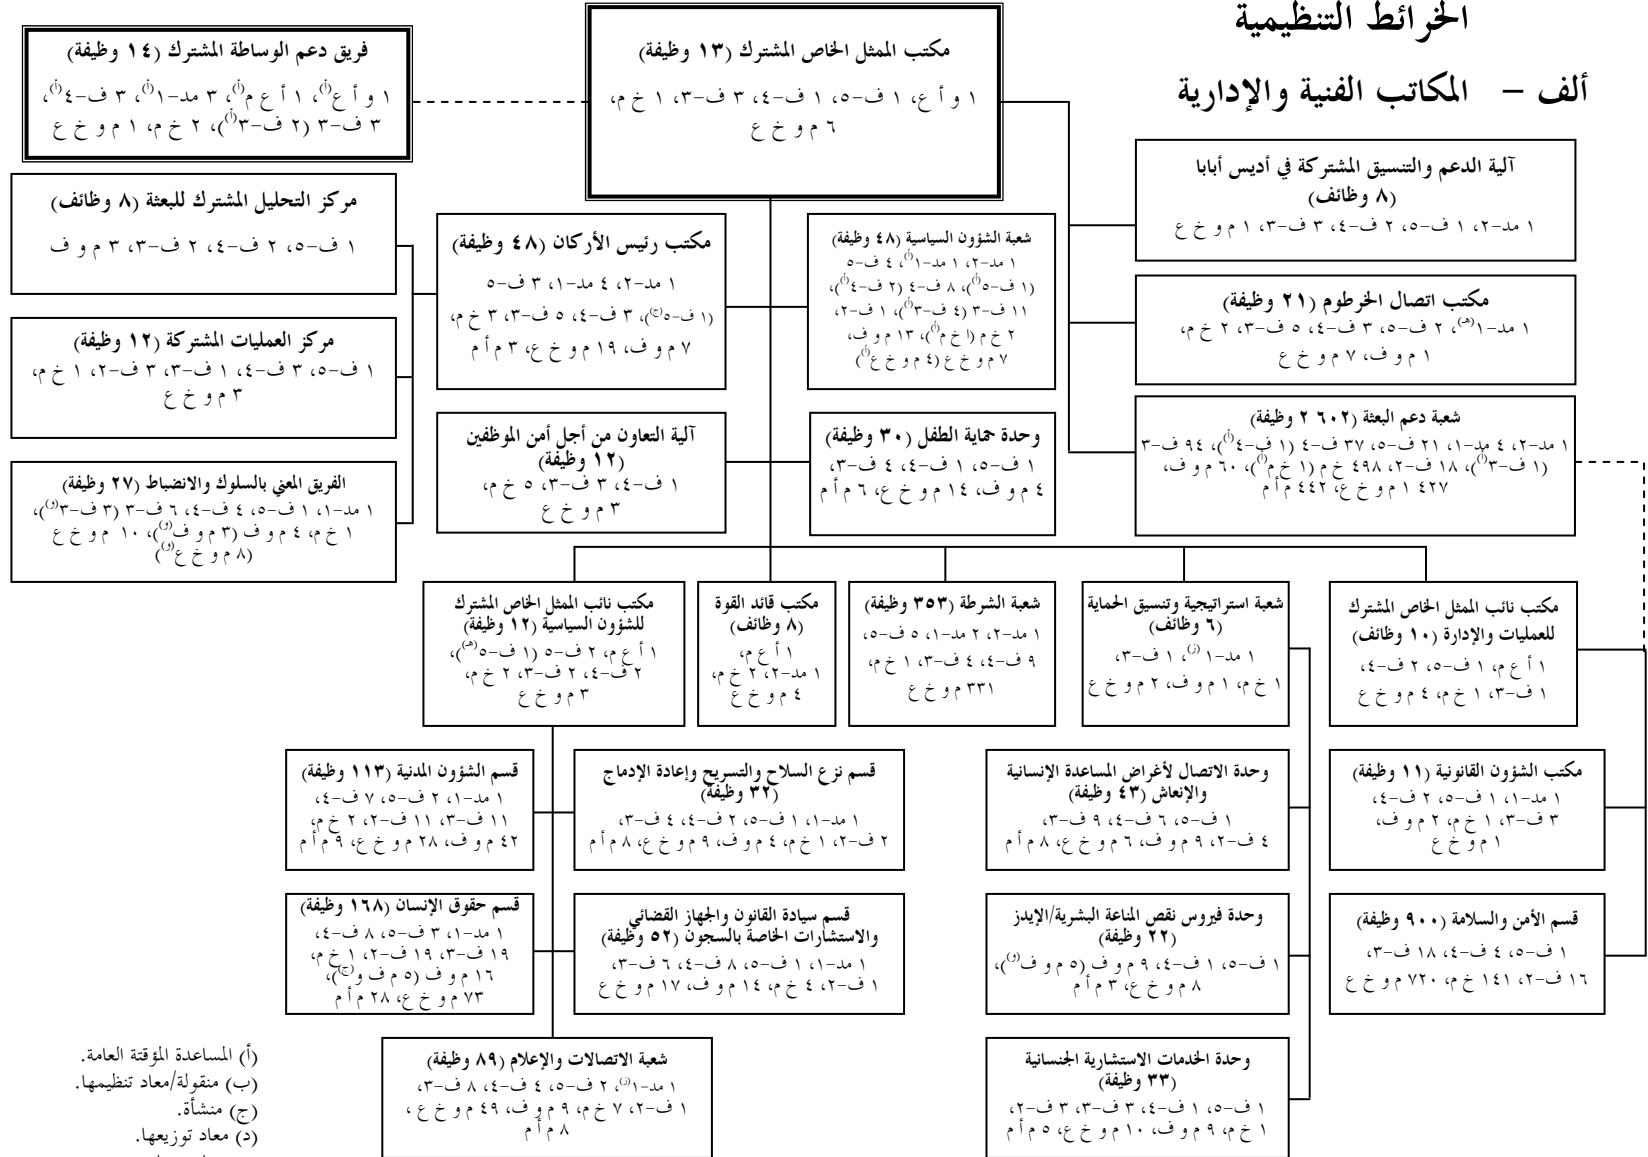 الخرائط التنظيمية
ألف – المكاتب الفنية والإدارية
مكتب الممثل الخاص المشترك (١٣ وظيفة)
١ و أ ع، ١ ف-٥، ١ ف-٤، ٣ ف-٣، ١ خ م،
٦ م و خ ع
فريق دعم الوساطة المشترك (١٤ وظيفة)
١ و أ ع(أ)، ١ أ ع م(أ)، ٣ مد-١(أ)، ٣ ف-٤(أ)،
٣ ف-٣ (٢ ف-٣(أ))، ٢ خ م، ١ م و خ ع
آلية الدعم والتنسيق المشتركة في أديس أبابا
(٨ وظائف)
١ مد-٢، ١ ف-٥، ٢ ف-٤، ٣ ف-٣، ١ م و خ ع
مكتب اتصال الخرطوم (٢١ وظيفة)
١ مد-١(هـ)، ٢ ف-٥، ٣ ف-٤، ٥ ف-٣، ٢ خ م،
١ م و ف، ٧ م و خ ع
شعبة دعم البعثة (٦٠٢ ٢ وظيفة)
١ مد-٢، ٤ مد-١، ٢١ ف-٥، ٣٧ ف-٤ (١ ف-٤(أ))، ٩٤ ف-٣
(١ ف-٣(أ))، ١٨ ف-٢، ٤٩٨ خ م (١ خ م(أ))، ٦٠ م و ف،
٤٢٧ ١ م و خ ع، ٤٤٢ م أ م
شعبة الشؤون السياسية (٤٨ وظيفة)
١ مد-٢، ١ مد-١(أ)، ٤ ف-٥
(١ ف-٥(أ))، ٨ ف-٤ (٢ ف-٤(أ))،
١١ ف-٣ (٤ ف-٣(أ))، ١ ف-٢،
٢ خ م (١ خ م(أ))، ١٣ م و ف،
٧ م و خ ع (٤ م و خ ع(أ))
مكتب رئيس الأركان (٤٨ وظيفة)
١ مد-٢، ٤ مد-١، ٣ ف-٥
(١ ف-٥(ج))، ٣ ف-٤، ٥ ف-٣، ٣ خ م،
٧ م و ف، ١٩ م و خ ع، ٣ م أ م
مركز التحليل المشترك للبعثة (٨ وظائف)
١ ف-٥، ٢ ف-٤، ٢ ف-٣، ٣ م و ف
مركز العمليات المشتركة (١٢ وظيفة)
١ ف-٥، ٣ ف-٤، ١ ف-٣، ٣ ف-٢، ١ خ م،
٣ م و خ ع
الفريق المعني بالسلوك والانضباط (٢٧ وظيفة)
١ مد-١، ١ ف-٥، ٤ ف-٤، ٦ ف-٣ (٣ ف-٣(و))،
١ خ م، ٤ م و ف (٣ م و ف(و))، ١٠ م و خ ع
(٨ م و خ ع(و))
وحدة حماية الطفل (٣٠ وظيفة)
١ ف-٥، ١ ف-٤، ٤ ف-٣،
٤ م و ف، ١٤ م و خ ع، ٦ م أ م
آلية التعاون من أجل أمن الموظفين
(١٢ وظيفة)
١ ف-٤، ٣ ف-٣، ٥ خ م،
٣ م و خ ع
مكتب نائب الممثل الخاص المشترك
للعمليات والإدارة (١٠ وظائف)
١ أ ع م، ١ ف-٥، ٢ ف-٤،
١ ف-٣، ١ خ م، ٤ م و خ ع
شعبة استراتيجية وتنسيق الحماية
(٦ وظائف)
١ مد-١ (ز)، ١ ف-٣،
١ خ م، ١ م و ف، ٢ م و خ ع
شعبة الشرطة (٣٥٣ وظيفة)
١ مد-٢، ٢ مد-١، ٥ ف-٥،
٩ ف-٤، ٤ ف-٣، ١ خ م،
٣٣١ م و خ ع
مكتب قائد القوة
(٨ وظائف)
١ أ ع م،
١ مد-٢، ٢ خ م،
٤ م و خ ع
مكتب نائب الممثل الخاص المشترك
للشؤون السياسية (١٢ وظيفة)
١ أ ع م، ٢ ف-٥ (١ ف-٥(هـ))،
٢ ف-٤، ٢ ف-٣، ٢ خ م،
٣ م و خ ع
مكتب الشؤون القانونية (١١ وظيفة)
١ مد-١، ١ ف-٥، ٢ ف-٤،
٣ ف-٣، ١ خ م، ٢ م و ف،
١ م و خ ع
وحدة الاتصال لأغراض المساعدة الإنسانية
والإنعاش (٤٣ وظيفة)
١ ف-٥، ٦ ف-٤، ٩ ف-٣،
٤ ف-٢، ٩ م و ف، ٦ م و خ ع، ٨ م أ م
قسم نزع السلاح والتسريح وإعادة الإدماج
(٣٢ وظيفة)
١ مد-١، ١ ف-٥، ٢ ف-٤، ٤ ف-٣،
٢ ف-٢، ١ خ م، ٤ م و ف، ٩ م و خ ع، ٨ م أ م
قسم الشؤون المدنية (١١٣ وظيفة)
١ مد-١، ٢ ف-٥، ٧ ف-٤،
١١ ف-٣، ١١ ف-٢، ٢ خ م،
٤٢ م و ف، ٢٨ م و خ ع، ٩ م أ م
قسم الأمن والسلامة (٩٠٠ وظيفة)
١ ف-٥، ٤ ف-٤، ١٨ ف-٣،
١٦ ف-٢، ١٤١ خ م، ٧٢٠ م و خ ع
وحدة فيروس نقص المناعة البشرية/الإيدز
(٢٢ وظيفة)
١ ف-٥، ١ ف-٤، ٩ م و ف (٥ م و ف(و))،
٨ م و خ ع، ٣ م أ م
قسم سيادة القانون والجهاز القضائي
والاستشارات الخاصة بالسجون (٥٢ وظيفة)
١ مد-١، ١ ف-٥، ٨ ف-٤، ٦ ف-٣،
١ ف-٢، ٤ خ م، ١٤ م و ف، ١٧ م و خ ع
قسم حقوق الإنسان (١٦٨ وظيفة)
١ مد-١، ٣ ف-٥، ٨ ف-٤،
١٩ ف-٣، ١٩ ف-٢، ١ خ م،
١٦ م و ف (٥ م ف و(ج))،
٧٣ م و خ ع، ٢٨ م أ م
وحدة الخدمات الاستشارية الجنسانية
(٣٣ وظيفة)
١ ف-٥، ١ ف-٤، ٣ ف-٣، ٣ ف-٢،
١ خ م، ٩ م و ف، ١٠ م و خ ع، ٥ م أ م
شعبة الاتصالات والإعلام (٨٩ وظيفة)
١ مد-١(ز)، ٢ ف-٥، ٤ ف-٤، ٨ ف-٣،
١ ف-٢، ٧ خ م، ٩ م و ف، ٤٩ م و خ ع ،
٨ م أ م
(أ) المساعدة المؤقتة العامة.
(ب) منقولة/معاد تنظيمها.
(ج) منشأة.
(د) معاد توزيعها.